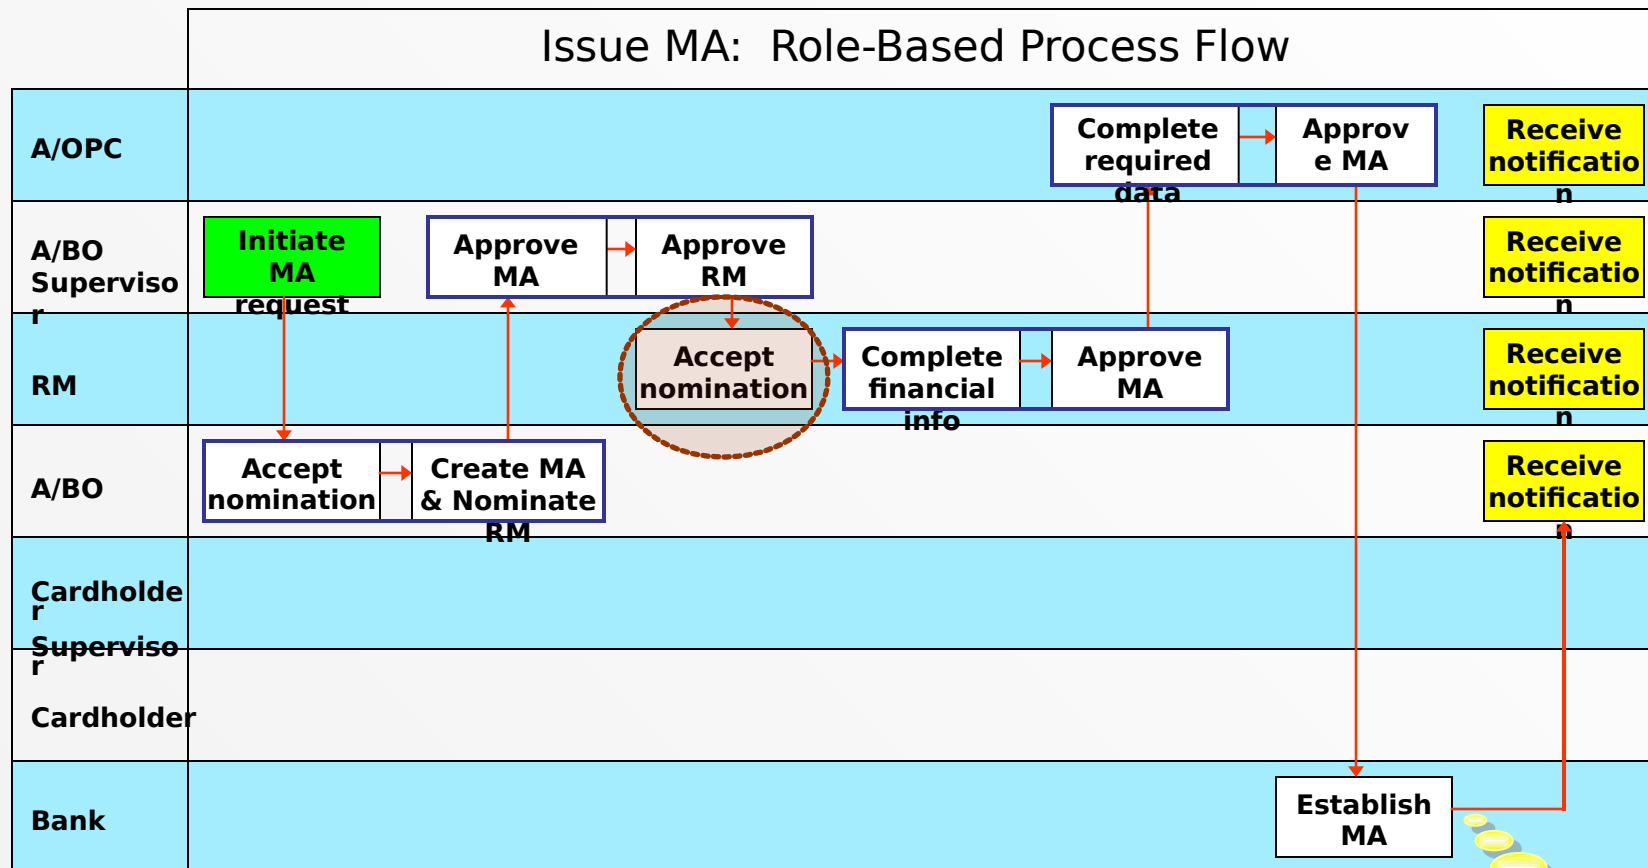 Issue MA:  Role-Based Process Flow
A/OPC
Complete
required
data
Approv
e MA
Receive
notificatio
n
A/BO
Superviso
r
Initiate
MA
request
Approve
MA
Approve
RM
Receive
notificatio
n
RM
Accept
nomination
Complete
financial
info
Approve
MA
Receive
notificatio
n
A/BO
Accept
nomination
Create MA
& Nominate
RM
Receive
notificatio
n
Cardholde
r
Superviso
r
Cardholder
Bank
Establish
MA